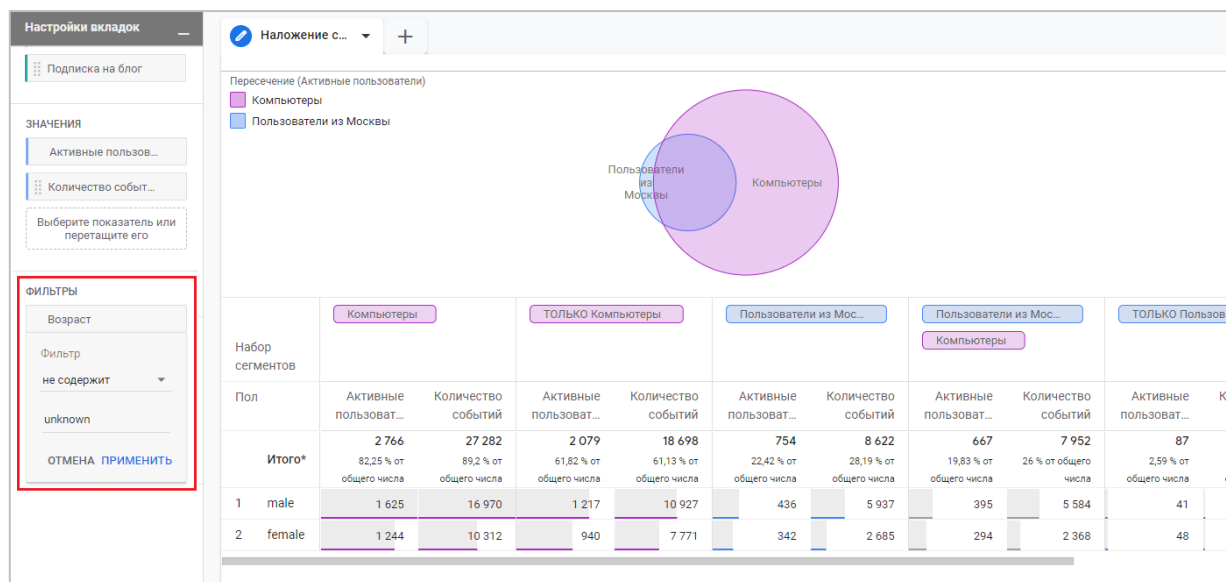 Настройки вкладок
Подписка на блог
ЗНАЧЕНИЯ
Активные пользов...
Количество событ...
Выберите показатель или
перетащите его
ФИЛЬТРЫ
Возраст
Фильтр
не содержит
unknown
ОТМЕНА ПРИМЕНИТЬ
Наложение с...
Пересечение (Активные пользователи)
Компьютеры
Пользователи из Москвы
Пользователи
из
Москвы
Компьютеры
Набор
сегментов
Компьютеры ТОЛЬКО Компьютеры Пользователи из Мос... Пользователи из Мос... ТОЛЬКО Пользов
Компьютеры
Пол Активные Количество Активные Количество Активные Количество Активные Количество Активные К
пользоват... событий пользоват... событий пользоват... событий пользоват... событий пользоват...
Итого* 2 766 27 282 2 079 18 698 754 8 622 667 7 952 87
82,25 % от 89,2 % от 61,82 % от 61,13 % от 22,42 % от 28,19 % от 19,83 % от 26 % от общего 2,59 % от
общего числа общего числа общего числа общего числа общего числа общего числа общего числа числа общего числа
1 male 1 625 16 970 1 217 10 927 436 5 937 395 5 584 41
2 female 1 244 10 312 940 7 771 342 2 685 294 2 368 48